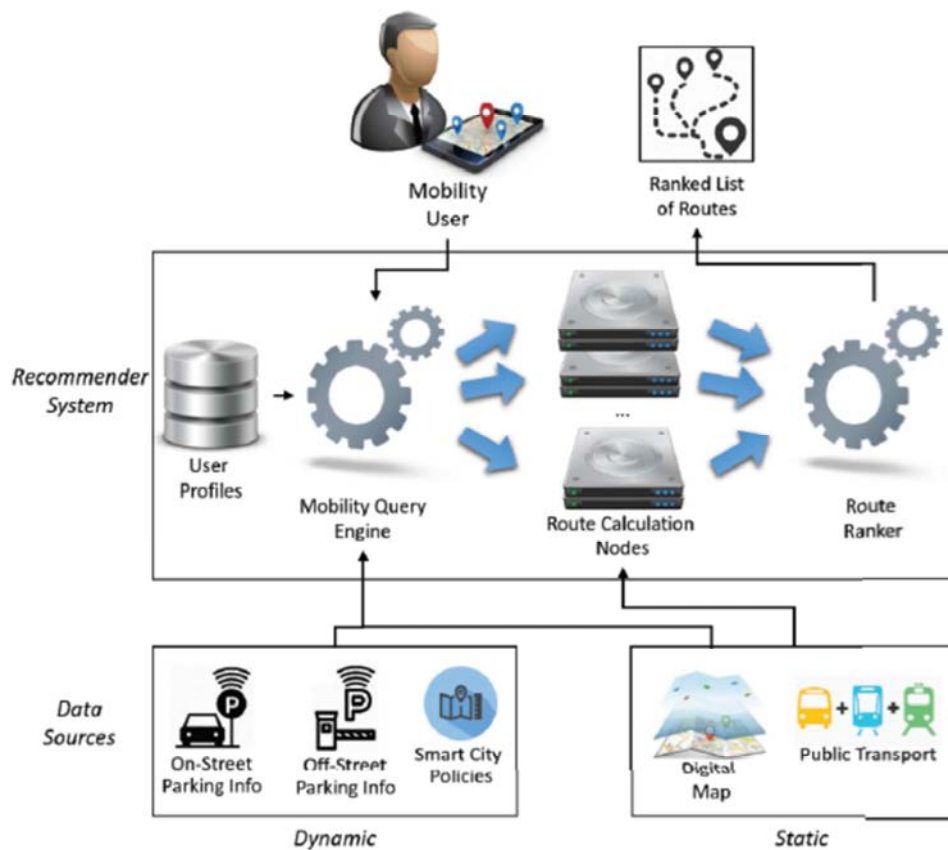 Mobility
User
Ranked List
of Routes
Recommender
System
User
Profiles
Mobility Query
Engine
...
Route Calculation
Nodes
Route
Ranker
Data
Sources
P
On-Street
Parking Info
P
Off-Street
Parking Info
Smart City
Policies
Digital
Map
+ +
Public Transport
Dynamic
Static